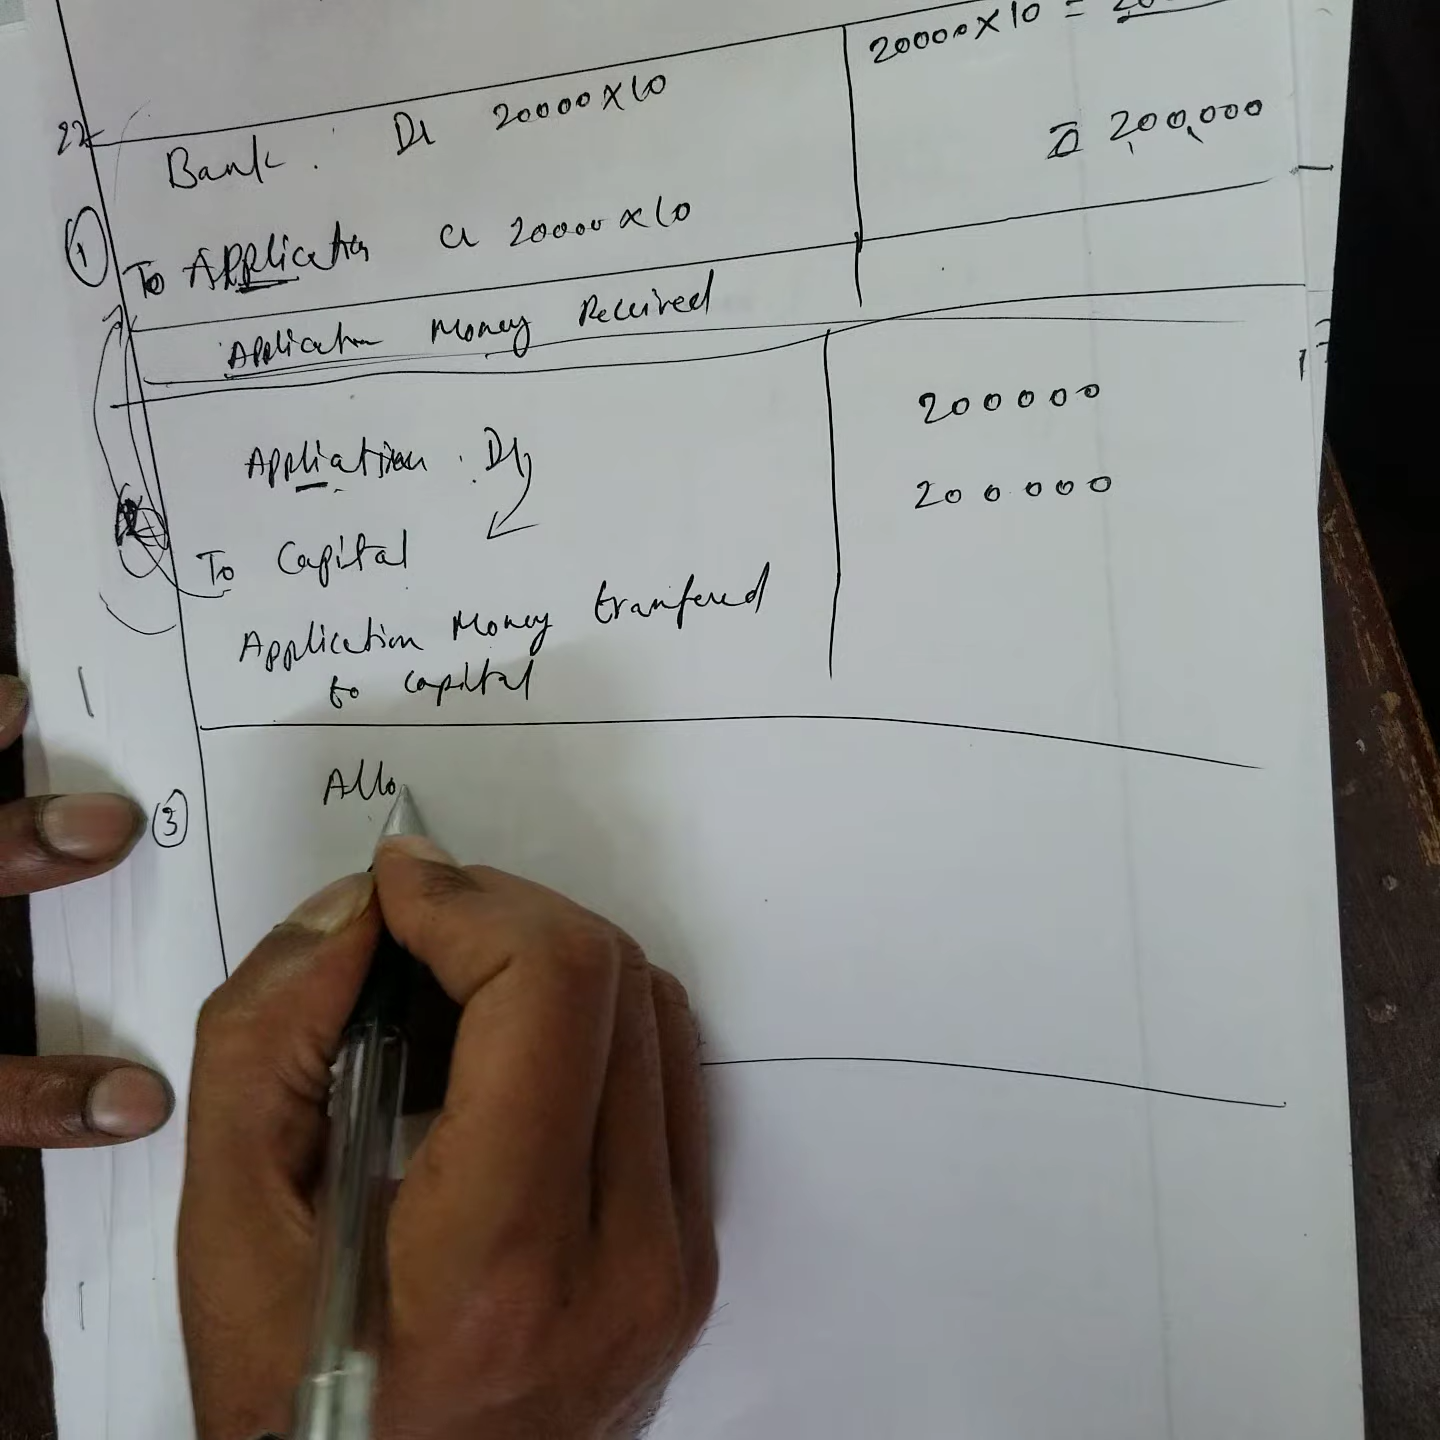 20000 X 10 =
22
Bank. Dr 20000 X 10
200,000
1
To Application Cr 20000 X 10
Application Money Received
200000
Application. Dr
200000
To Capital
Application Money tranfered
to capital
3
Allo